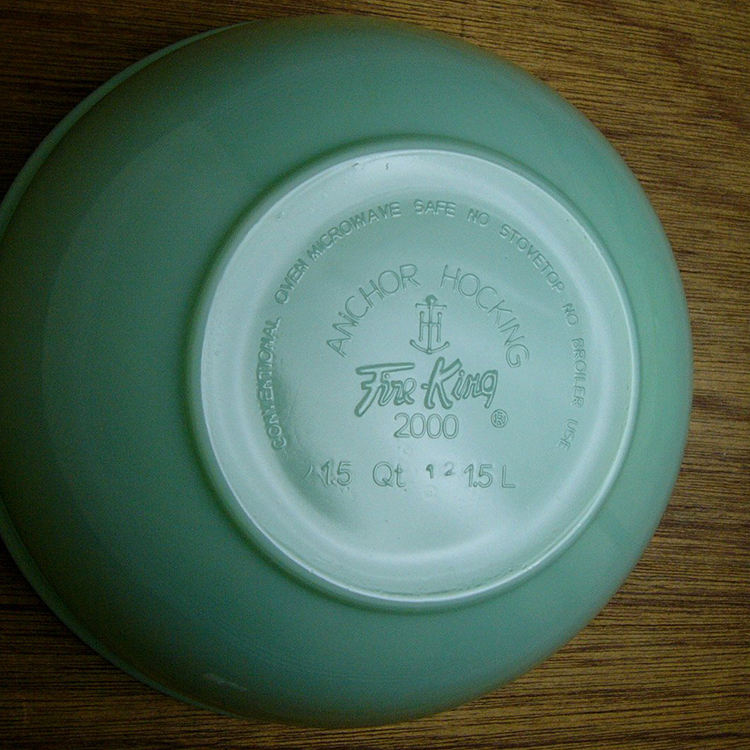 CONVENTIONAL OVEN MICROWAVE SAFE NO STOVETOP NO BROILER USE
ANCHOR HOCKING
Fire-King ®
2000
1.5 Qt 1 2 1.5 L